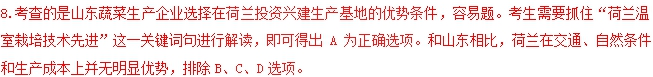 8.考查的是山东蔬菜生产企业选择在荷兰投资兴建生产基地的优势条件，容易题。考生需要抓住“荷兰温
室栽培技术先进”这一关键词句进行解读，即可得出 A 为正确选项。和山东相比，荷兰在交通、自然条件
和生产成本上并无明显优势，排除B、C、D选项。